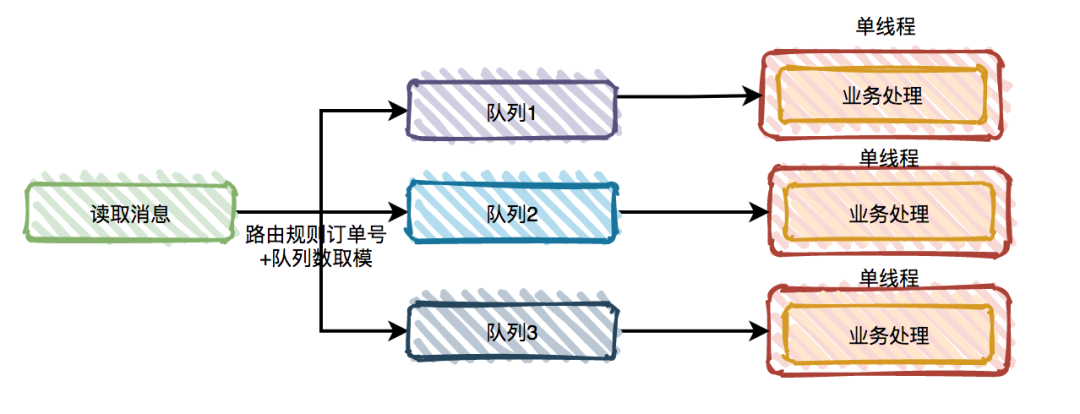 单线程
业务处理
队列1
单线程
读取消息
队列2
业务处理
路由规则订单号
+队列数取模
单线程
队列3
业务处理